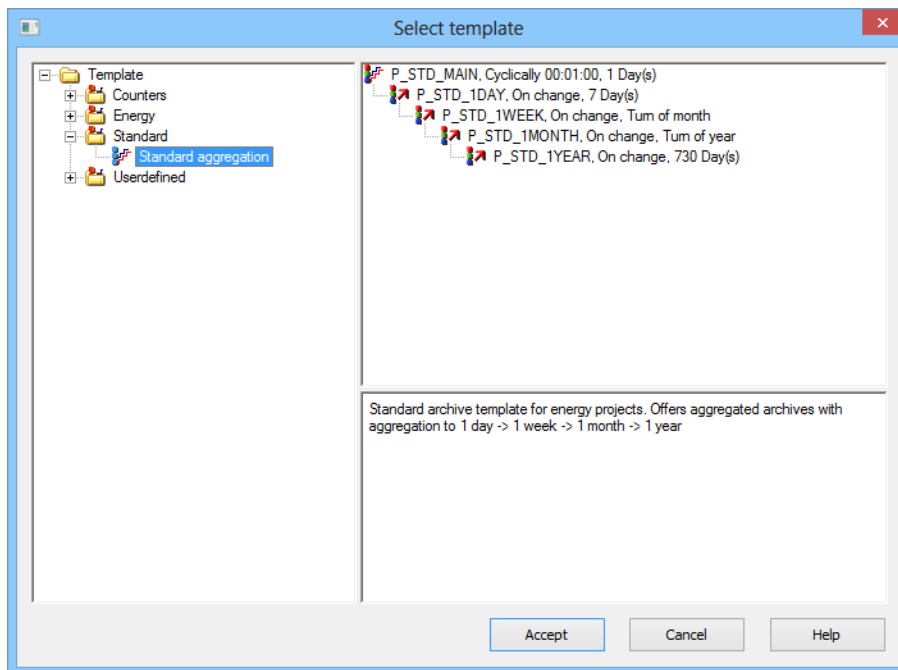 Select template
Template
Counters
Energy
Standard
Standard aggregation
Userdefined
P_STD_MAIN, Cyclically 00:01:00, 1 Day(s)
P_STD_1DAY, On change, 7 Day(s)
P_STD_1WEEK, On change, Turn of month
P_STD_1MONTH, On change, Turn of year
P_STD_1YEAR, On change, 730 Day(s)
Standard archive template for energy projects. Offers aggregated archives with
aggregation to 1 day -> 1 week -> 1 month -> 1 year
Accept
Cancel
Help